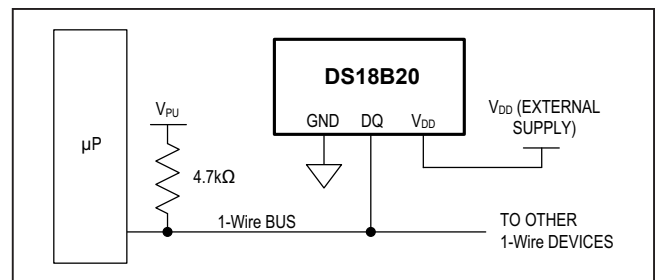 DS18B20
GND DQ VDD
µP
VPU
4.7kΩ
VDD (EXTERNAL
SUPPLY)
1-Wire BUS
TO OTHER
1-Wire DEVICES